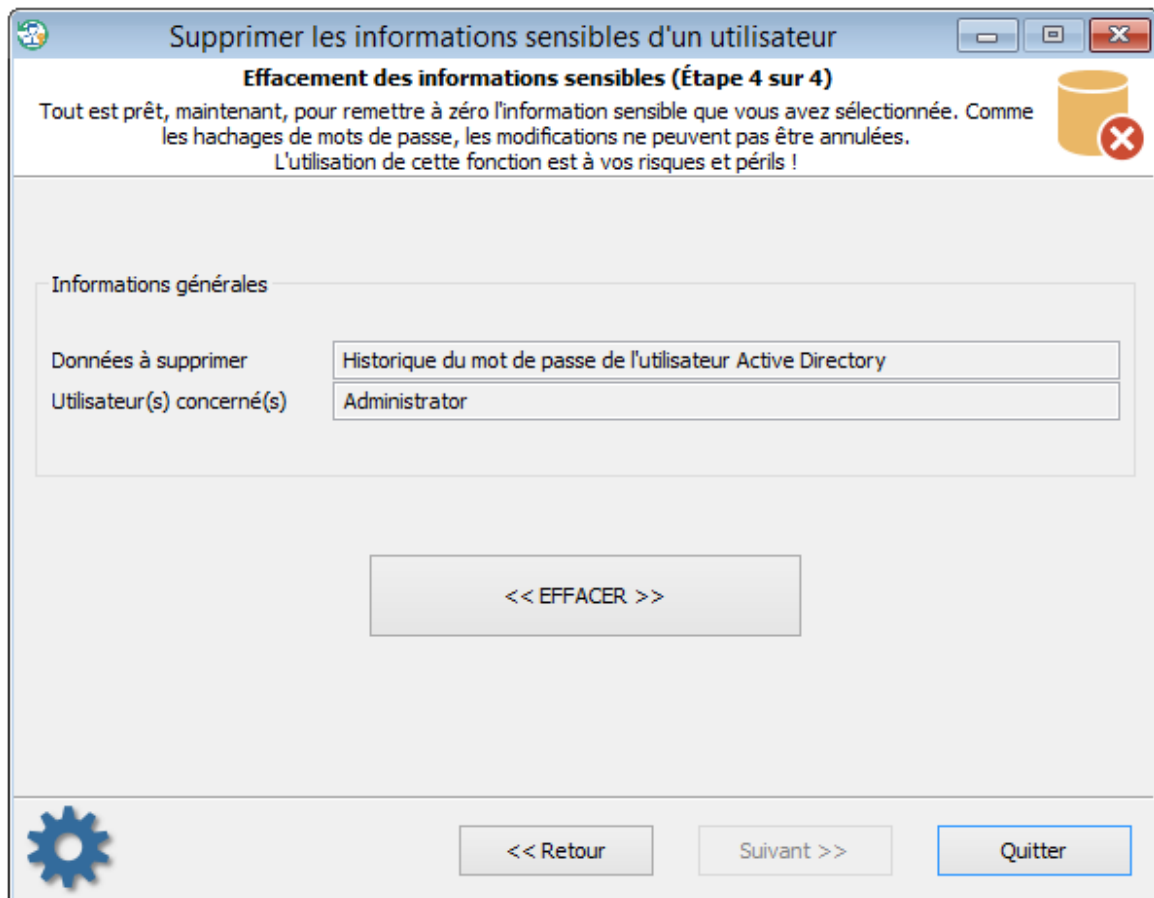 Supprimer les informations sensibles d'un utilisateur
Effacement des informations sensibles (Étape 4 sur 4)
Tout est prêt, maintenant, pour remettre à zéro l'information sensible que vous avez sélectionnée. Comme
les hachages de mots de passe, les modifications ne peuvent pas être annulées.
L'utilisation de cette fonction est à vos risques et périls !
Informations générales
Données à supprimer Historique du mot de passe de l'utilisateur Active Directory
Utilisateur(s) concerné(s) Administrator
<< EFFACER >>
<< Retour Suivant >> Quitter